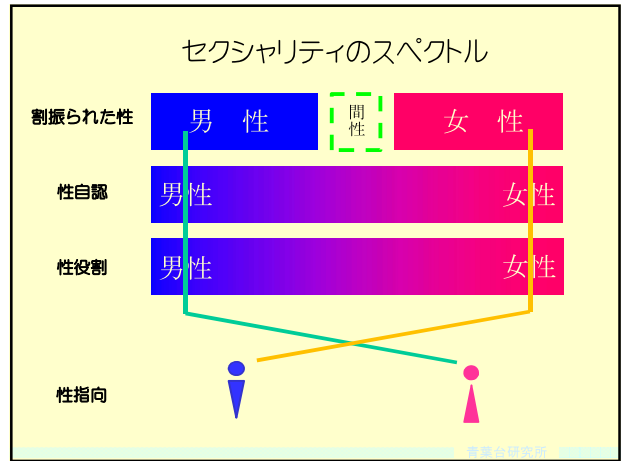 セクシャリティのスペクトル
割振られた性
男 性
間性
女 性
性自認
男性
女性
性役割
男性
女性
性指向
青葉台研究所